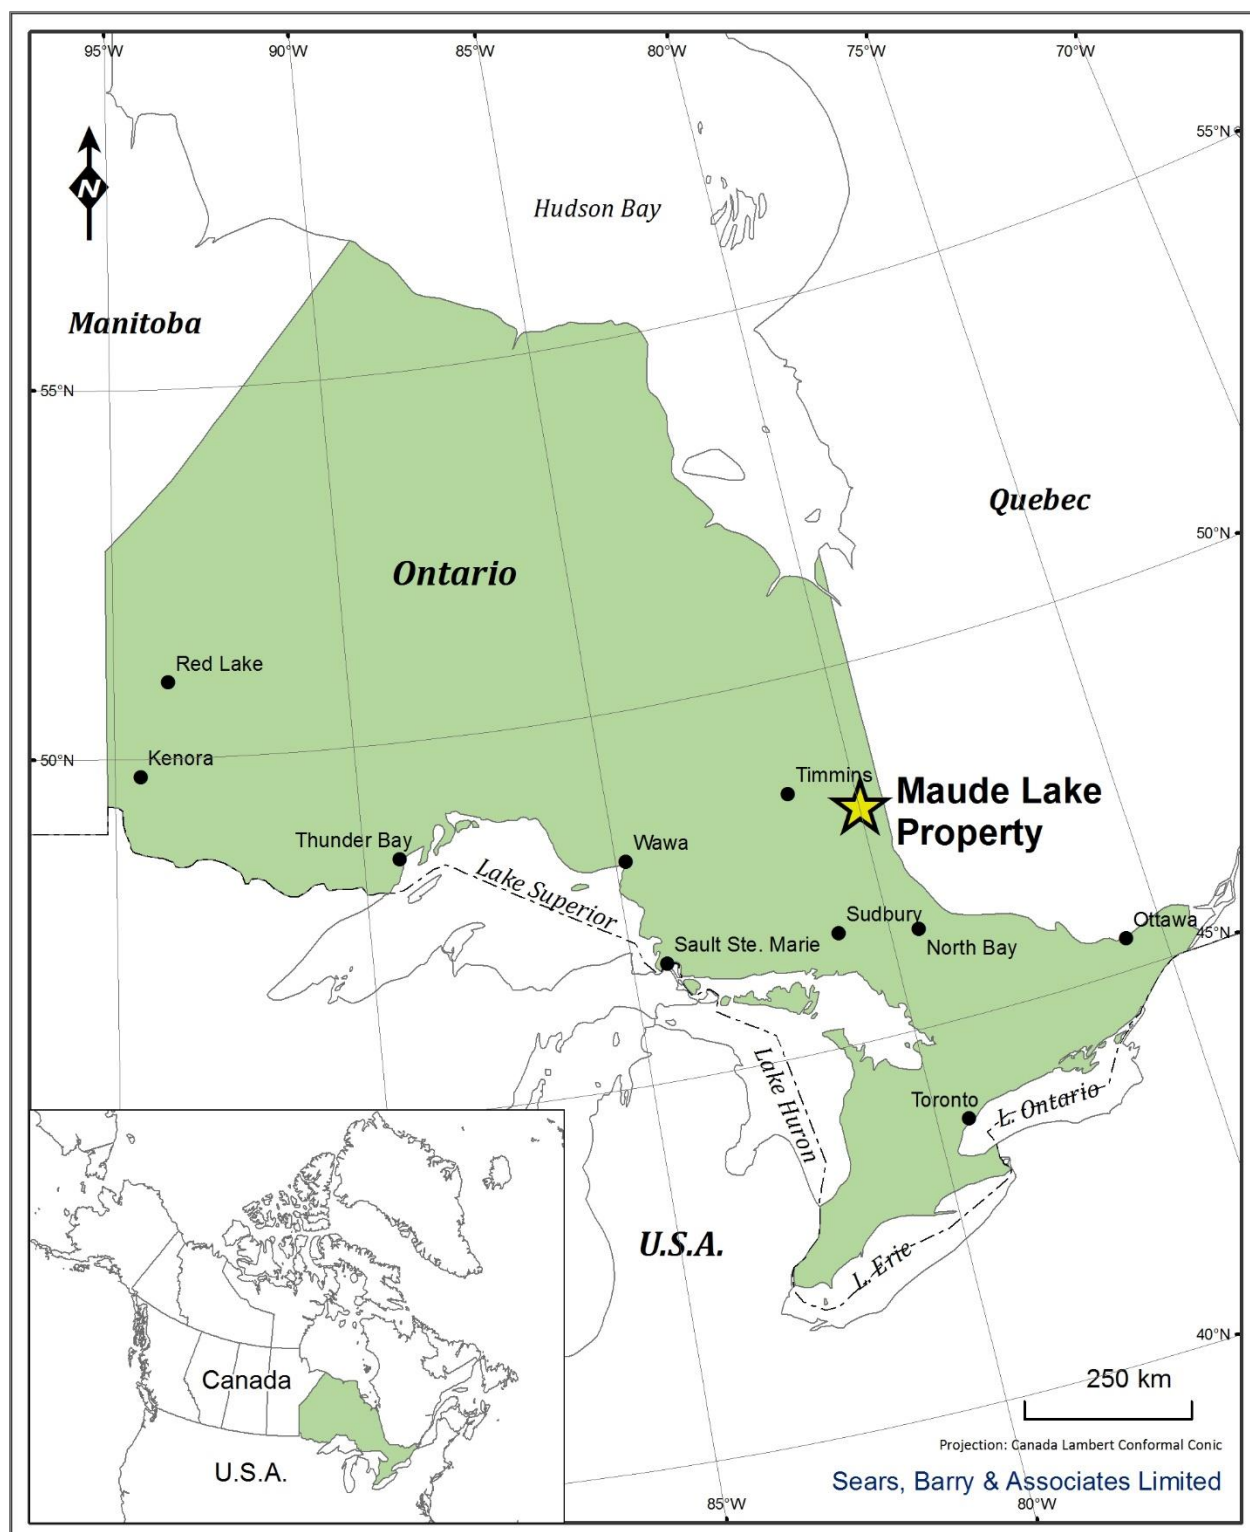 95°W
90°W
85°W
80°W
75°W
70°W
55°N
N
Hudson Bay
Manitoba
55°N
Quebec
50°N
Ontario
Red Lake
Kenora
50°N
Timmins
Maude Lake
Property
Thunder Bay
Wawa
Lake Superior
Sudbury
Ottawa
Sault Ste. Marie
North Bay
45°N
Lake Huron
Toronto
L. Ontario
U.S.A.
L. Erie
40°N
Canada
250 km
U.S.A.
Projection: Canada Lambert Conformal Conic
Sears, Barry & Associates Limited
85°W
80°W